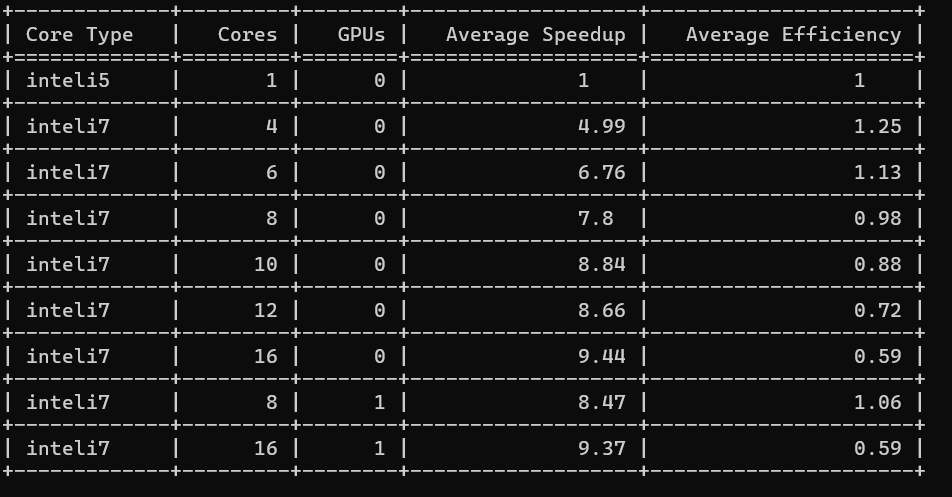 +-------------+---------+--------+-------------------+----------------------+
| Core Type   |   Cores |   GPUs |   Average Speedup |   Average Efficiency |
+=============+=========+========+===================+======================+
| inteli5     |       1 |      0 |              1    |                 1    |
+-------------+---------+--------+-------------------+----------------------+
| inteli7     |       4 |      0 |              4.99 |                 1.25 |
+-------------+---------+--------+-------------------+----------------------+
| inteli7     |       6 |      0 |              6.76 |                 1.13 |
+-------------+---------+--------+-------------------+----------------------+
| inteli7     |       8 |      0 |              7.8  |                 0.98 |
+-------------+---------+--------+-------------------+----------------------+
| inteli7     |      10 |      0 |              8.84 |                 0.88 |
+-------------+---------+--------+-------------------+----------------------+
| inteli7     |      12 |      0 |              8.66 |                 0.72 |
+-------------+---------+--------+-------------------+----------------------+
| inteli7     |      16 |      0 |              9.44 |                 0.59 |
+-------------+---------+--------+-------------------+----------------------+
| inteli7     |       8 |      1 |              8.47 |                 1.06 |
+-------------+---------+--------+-------------------+----------------------+
| inteli7     |      16 |      1 |              9.37 |                 0.59 |
+-------------+---------+--------+-------------------+----------------------+